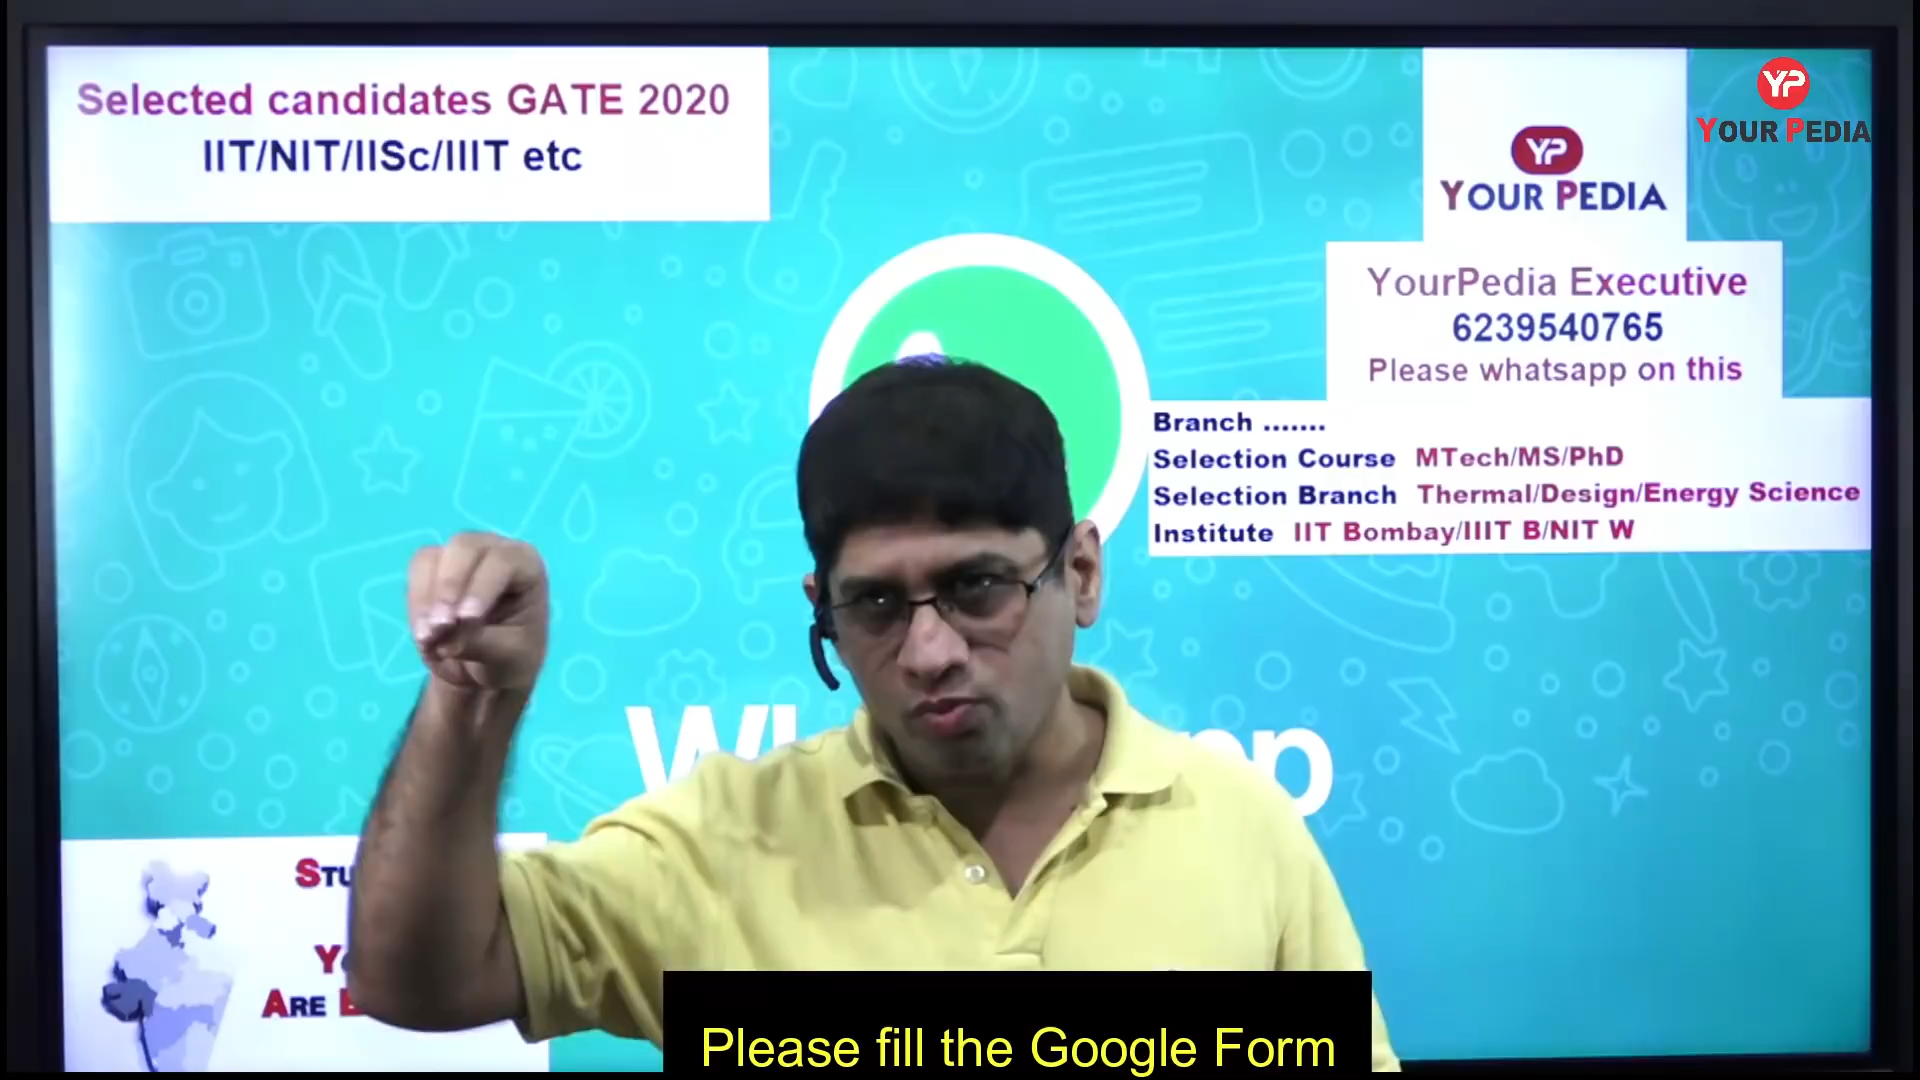 Selected candidates GATE 2020
IIT/NIT/IISc/IIIT etc
YP
YOUR PEDIA
YP
YOUR PEDIA
YourPedia Executive
6239540765
Please whatsapp on this
Branch .......
Selection Course MTech/MS/PhD
Selection Branch Thermal/Design/Energy Science
Institute IIT Bombay/IIIT B/NIT W
ARE
Please fill the Google Form